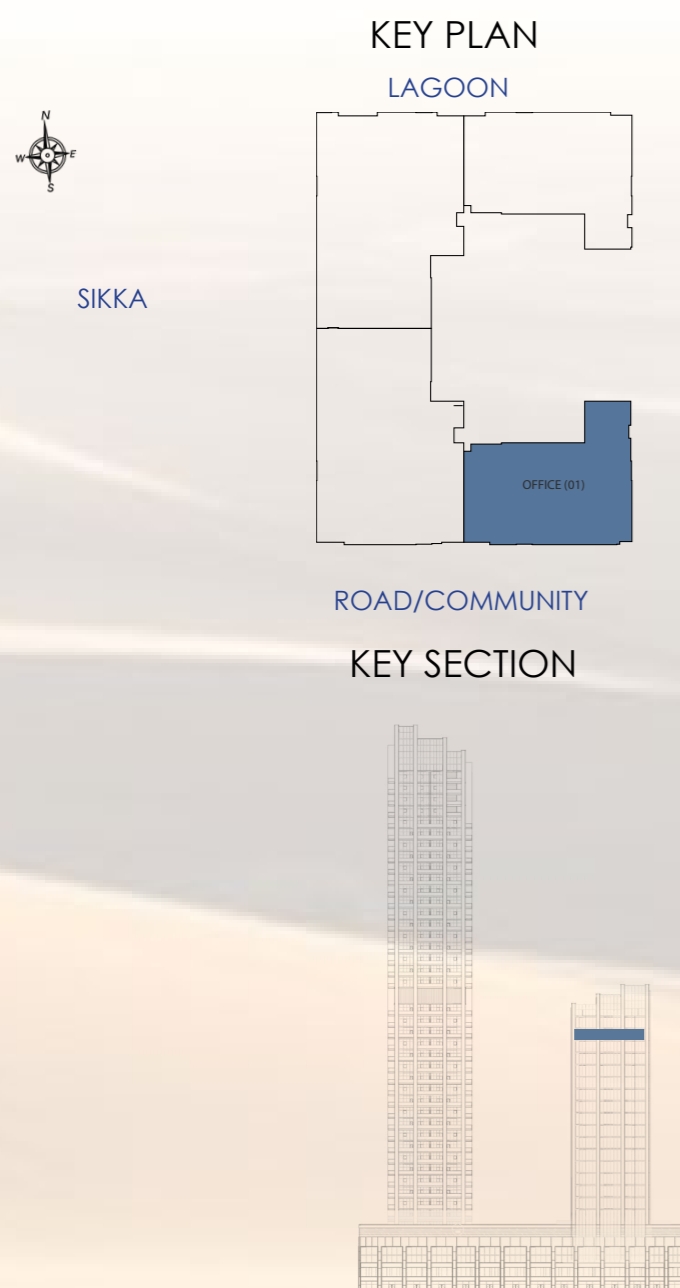 KEY PLAN
LAGOON
N
W
E
S
SIKKA
OFFICE (01)
ROAD/COMMUNITY
KEY SECTION